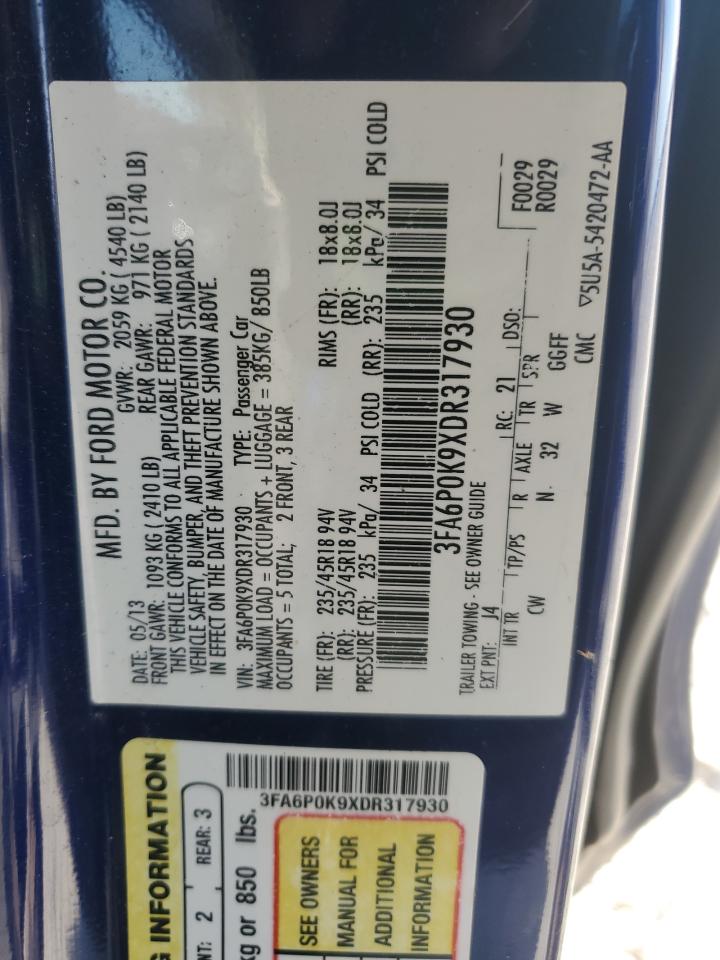 MFD. BY FORD MOTOR CO.
DATE: 05/13 GVWR: 2059 KG ( 4540 LB)
FRONT GAWR: 1093 KG ( 2410 LB) REAR GAWR: 971 KG ( 2140 LB)
THIS VEHICLE CONFORMS TO ALL APPLICABLE FEDERAL MOTOR
VEHICLE SAFETY, BUMPER, AND THEFT PREVENTION STANDARDS
IN EFFECT ON THE DATE OF MANUFACTURE SHOWN ABOVE.
VIN: 3FA6P0K9XDR317930 TYPE: Passenger Car
MAXIMUM LOAD = OCCUPANTS + LUGGAGE = 385KG/ 850LB
OCCUPANTS = 5 TOTAL; 2 FRONT, 3 REAR
TIRE (FR): 235/45R18 94V RIMS (FR): 18x8.0J
(RR): 235/45R18 94V (RR): 18x8.0J
PRESSURE (FR): 235 kPa/ 34 PSI COLD (RR): 235 kPa/ 34 PSI COLD
3FA6P0K9XDR317930
TRAILER TOWING - SEE OWNER GUIDE F0029
EXT PNT: J4 RC: 21 DSO: R0029
INT TR TP/PS R AXLE TR SPR
CW N 32 W GGFF
CMC ▽5U5A-5420472-AA
G INFORMATION
NT: 2 REAR: 3
kg or 850 lbs.
3FA6P0K9XDR317930
SEE OWNERS
MANUAL FOR
ADDITIONAL
INFORMATION